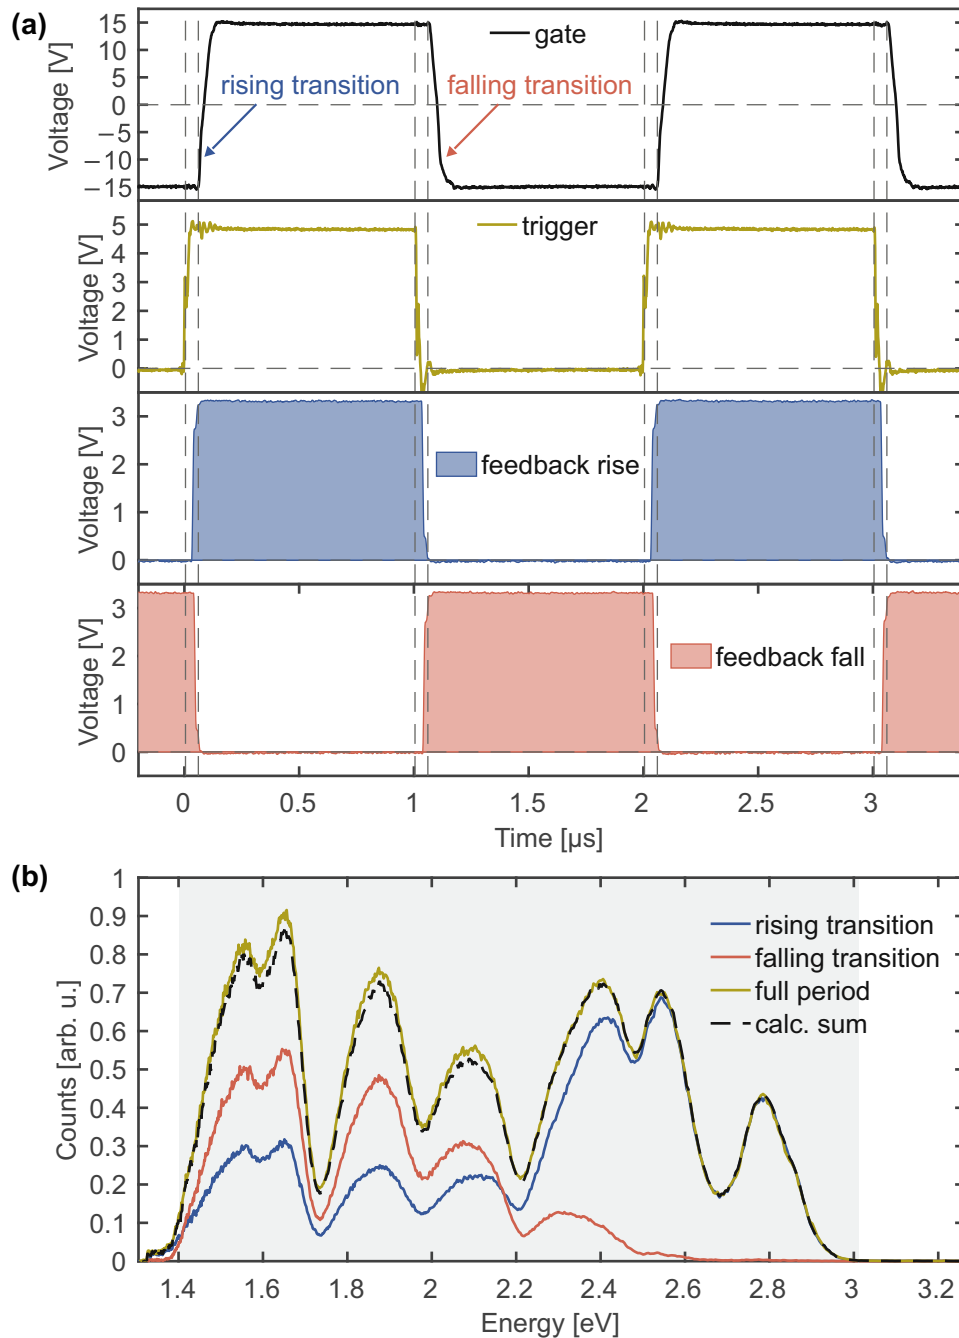 (a)
Voltage [V]
15
10
5
0
−5
−10
−15
gate
rising transition
falling transition
Voltage [V]
5
4
3
2
1
0
trigger
Voltage [V]
3
2
1
0
feedback rise
Voltage [V]
3
2
1
0
feedback fall
0 0.5 1 1.5 2 2.5 3
Time [µs]
(b)
Counts [arb. u.]
1
0.9
0.8
0.7
0.6
0.5
0.4
0.3
0.2
0.1
0
rising transition
falling transition
full period
calc. sum
1.4 1.6 1.8 2 2.2 2.4 2.6 2.8 3 3.2
Energy [eV]